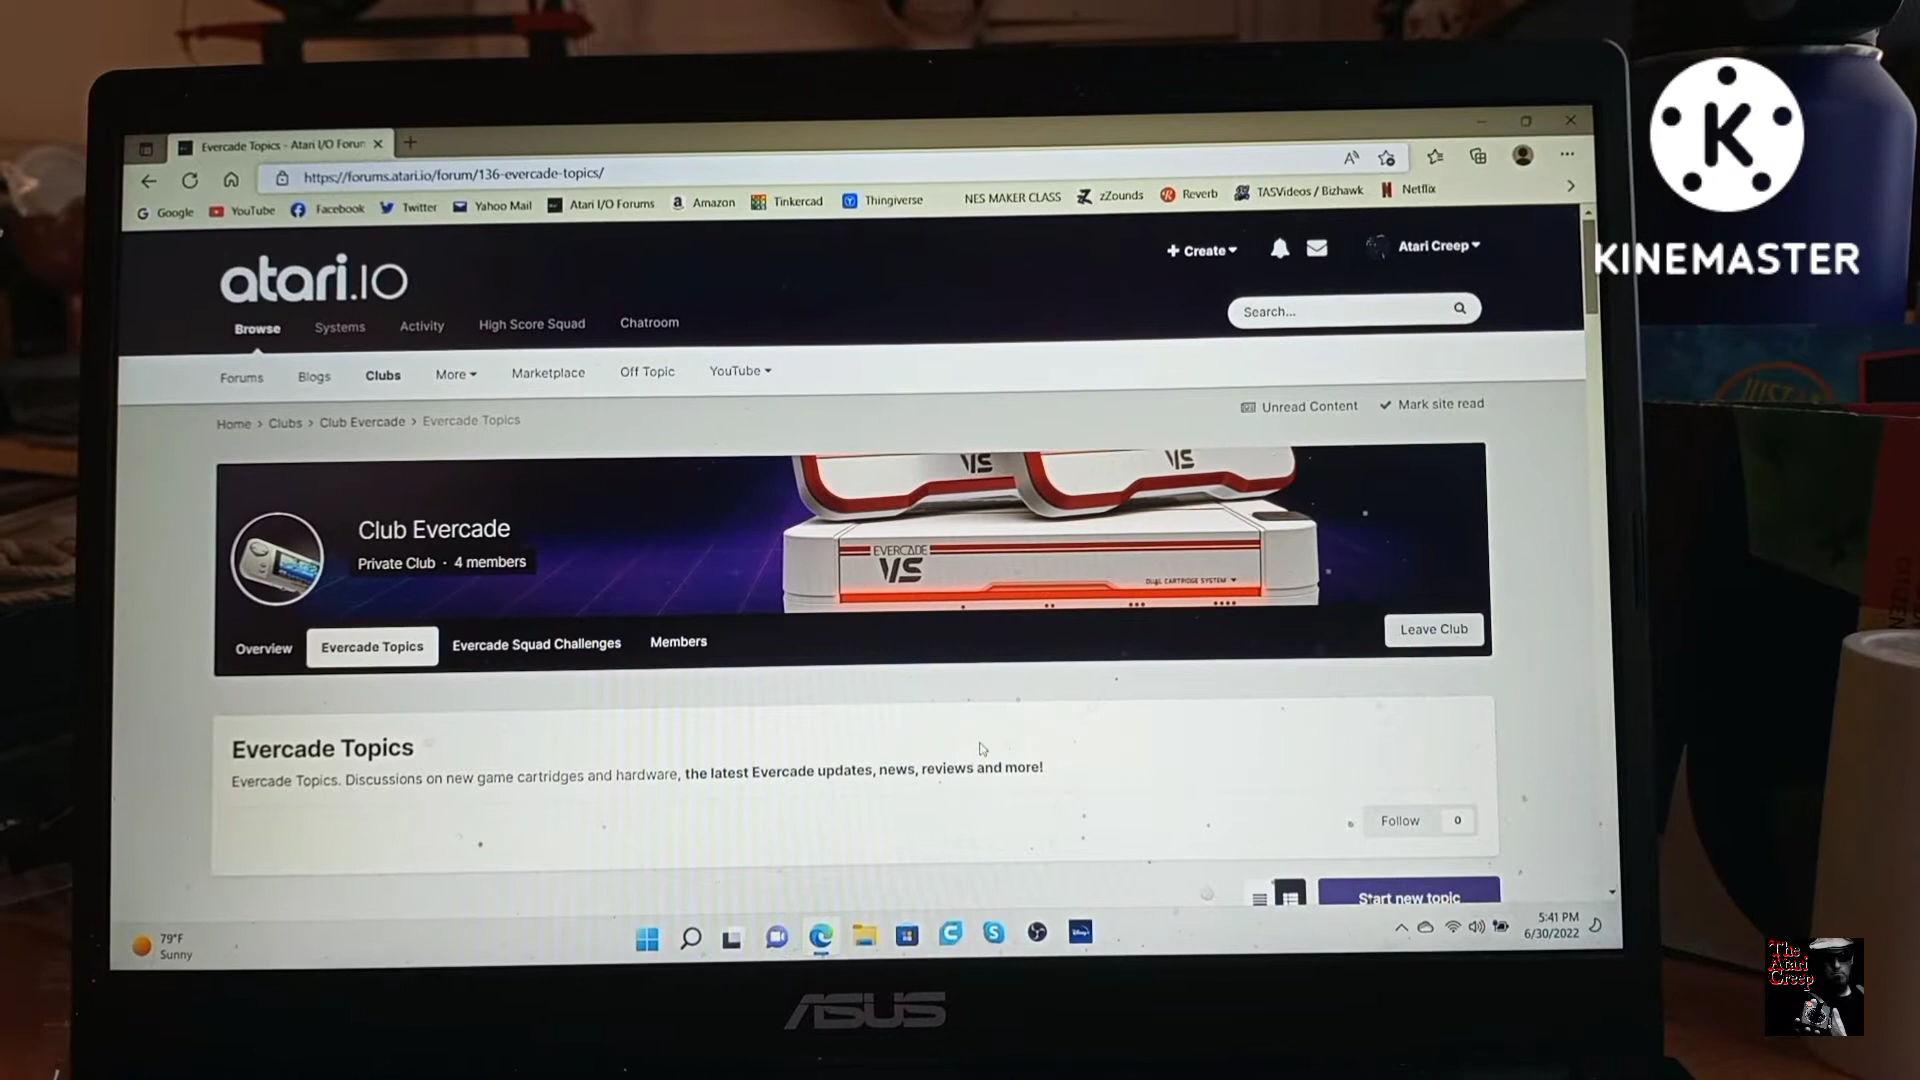 Evercade Topics - Atari I/O Forum
https://forums.atari.io/forum/136-evercade-topics/
Google YouTube Facebook Twitter Yahoo Mail Atari I/O Forums Amazon Tinkercad Thingiverse NES MAKER CLASS zZounds Reverb TASVideos / Bizhawk Netflix
K
KINEMASTER
atari.IO
+ Create
Atari Creep
Search...
Browse Systems Activity High Score Squad Chatroom
Forums Blogs Clubs More Marketplace Off Topic YouTube
Unread Content Mark site read
Home > Clubs > Club Evercade > Evercade Topics
VS VS
Club Evercade
Private Club · 4 members
EVERCADE
VS
DUAL CARTRIDGE SYSTEM
Overview Evercade Topics Evercade Squad Challenges Members
Leave Club
Evercade Topics
Evercade Topics. Discussions on new game cartridges and hardware, the latest Evercade updates, news, reviews and more!
Follow 0
Start new topic
79°F
Sunny
5:41 PM
6/30/2022
ASUS
The
Atari
Creep